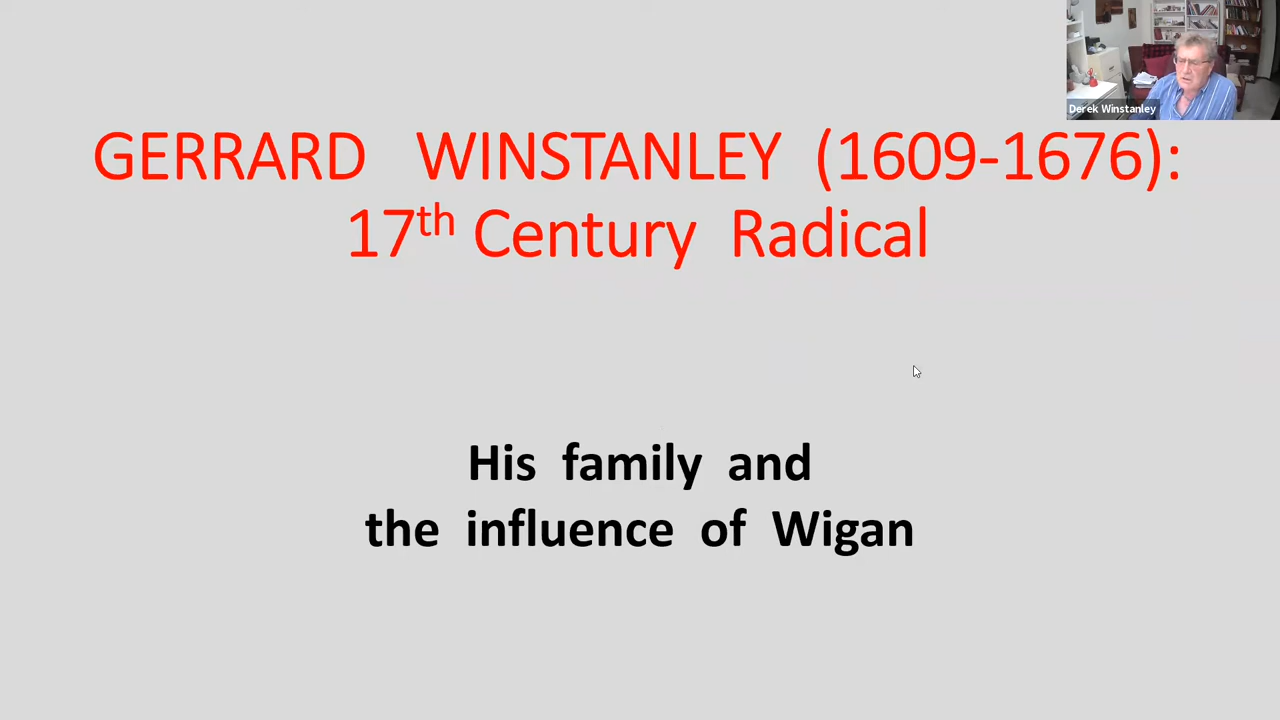 Derek Winstanley
GERRARD WINSTANLEY (1609-1676):
17th Century Radical
His family and
the influence of Wigan